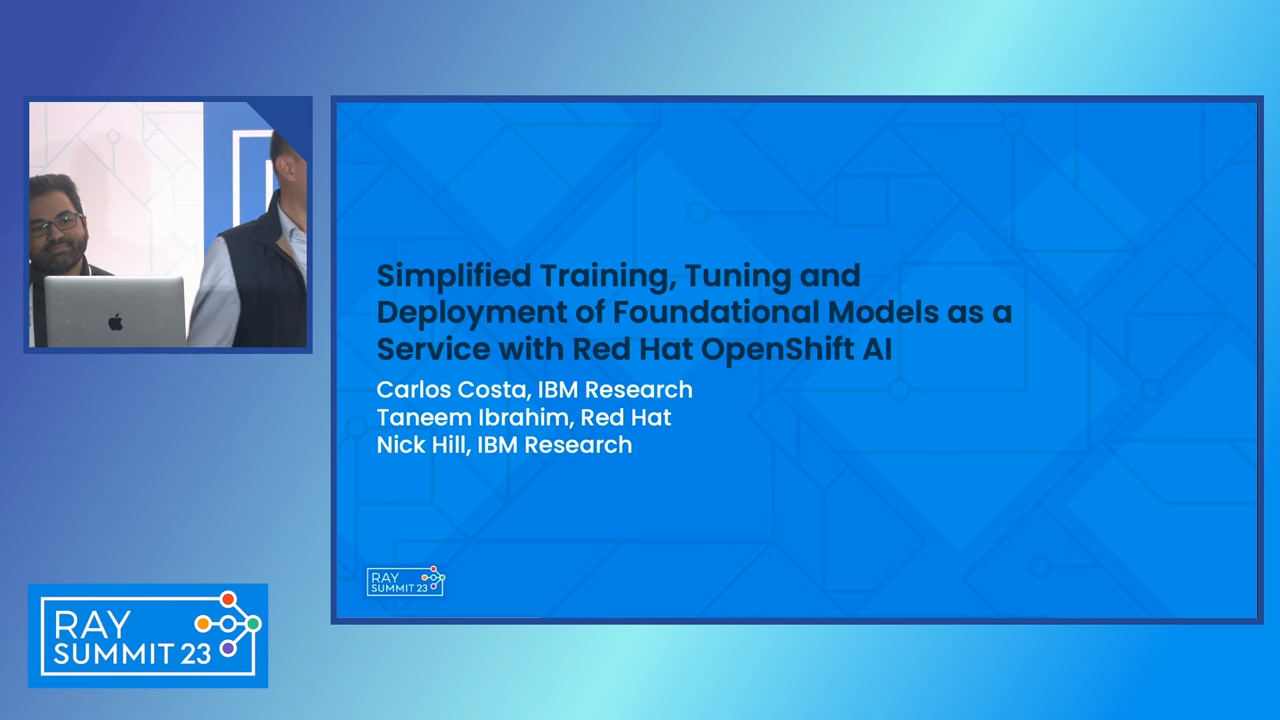 Simplified Training, Tuning and
Deployment of Foundational Models as a
Service with Red Hat OpenShift AI
Carlos Costa, IBM Research
Taneem Ibrahim, Red Hat
Nick Hill, IBM Research
RAY
SUMMIT 23
RAY
SUMMIT 23